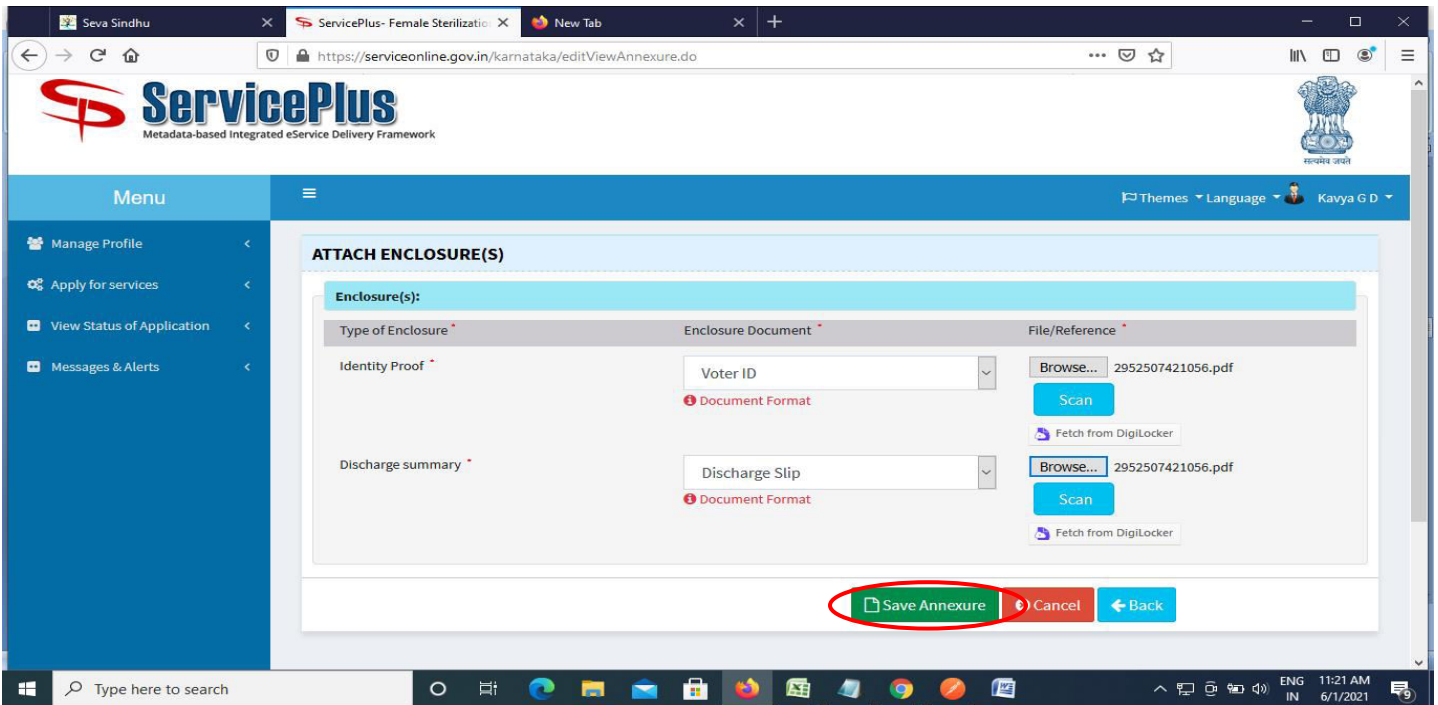 Seva Sindhu
ServicePlus- Female Sterilizatio
New Tab
https://serviceonline.gov.in/karnataka/editViewAnnexure.do
ServicePlus
Metadata-based Integrated eService Delivery Framework
सत्यमेव जयते
Menu
Themes Language Kavya G D
Manage Profile
Apply for services
View Status of Application
Messages & Alerts
ATTACH ENCLOSURE(S)
Enclosure(s):
Type of Enclosure * Enclosure Document * File/Reference *
Identity Proof * Voter ID Browse... 2952507421056.pdf
Document Format Scan
Fetch from DigiLocker
Discharge summary * Discharge Slip Browse... 2952507421056.pdf
Document Format Scan
Fetch from DigiLocker
Save Annexure Cancel Back
Type here to search
ENG 11:21 AM
IN 6/1/2021
9